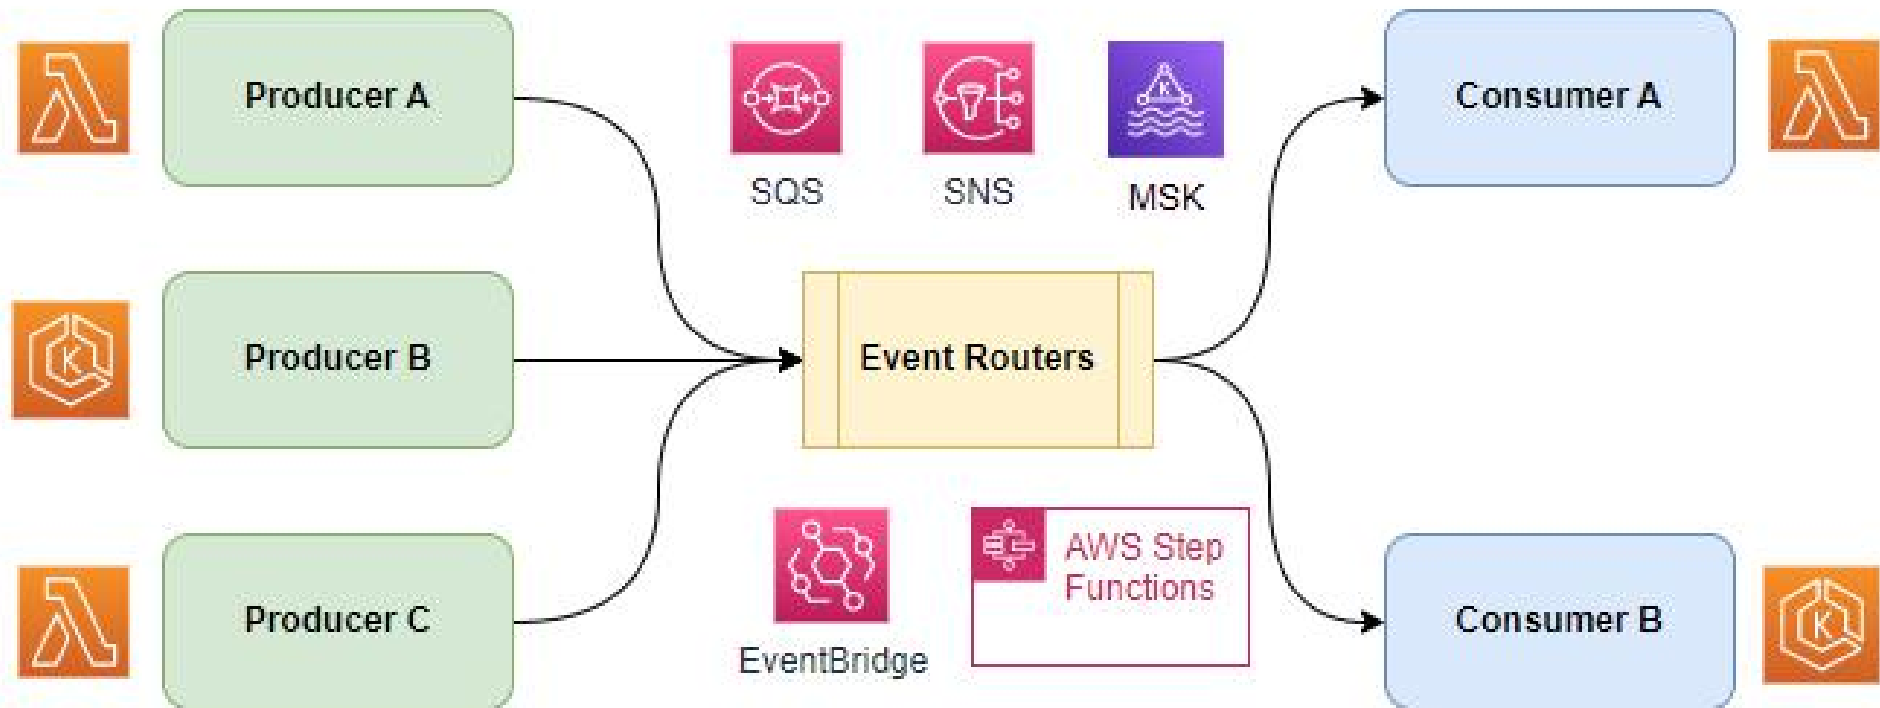 Producer A
SQS
SNS
MSK
Consumer A
K
Producer B
K
Event Routers
Producer C
EventBridge
AWS Step
Functions
Consumer B
K